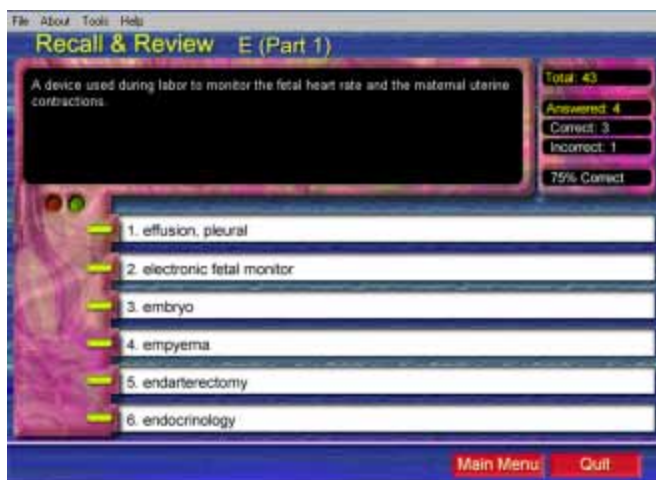 File About Tools Help
Recall & Review E (Part 1)
A device used during labor to monitor the fetal heart rate and the maternal uterine
contractions.
Total: 43
Answered: 4
Correct: 3
Incorrect: 1
75% Correct
1. effusion, pleural
2. electronic fetal monitor
3. embryo
4. empyema
5. endarterectomy
6. endocrinology
Main Menu Quit